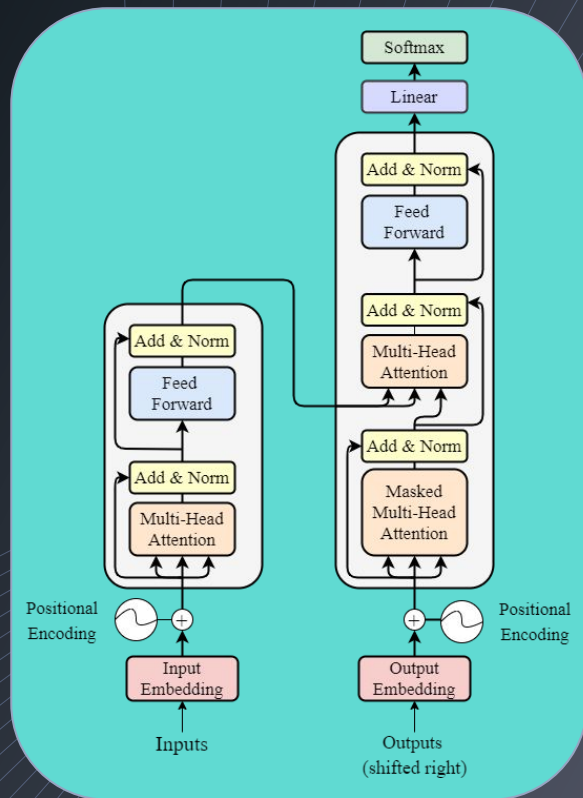 Softmax
Linear
Add & Norm
Feed
Forward
Add & Norm
Multi-Head
Attention
Add & Norm
Masked
Multi-Head
Attention
Add & Norm
Feed
Forward
Add & Norm
Multi-Head
Attention
Positional
Encoding
+
Input
Embedding
Inputs
+
Positional
Encoding
Output
Embedding
Outputs
(shifted right)